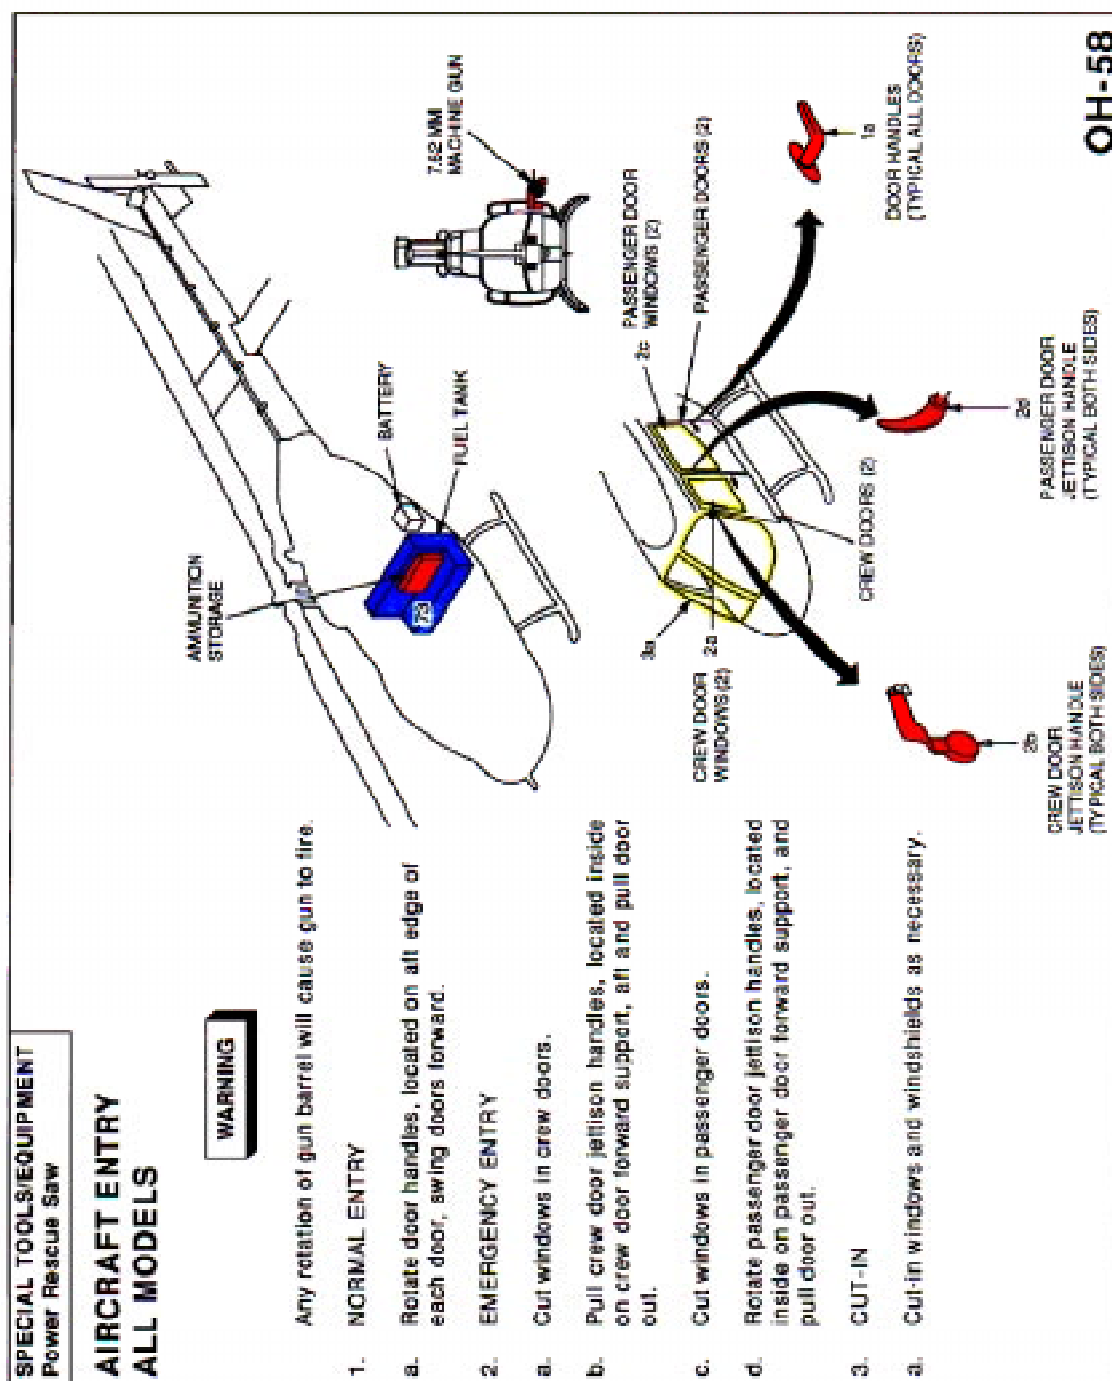 SPECIAL TOOLS/EQUIPMENT
Power Rescue Saw
AIRCRAFT ENTRY
ALL MODELS
WARNING
Any rotation of gun barrel will cause gun to fire.
1. NORMAL ENTRY
a. Rotate door handles, located on aft edge of
each door, swing doors forward.
2. EMERGENCY ENTRY
a. Cut windows in crew doors.
b. Pull crew door jettison handles, located inside
on crew door forward support, aft and pull door
out.
c. Cut windows in passenger doors.
d. Rotate passenger door jettison handles, located
inside on passenger door forward support, and
pull door out.
3. CUT-IN
a. Cut-in windows and windshields as necessary.
AMMUNITION
STORAGE
BATTERY
FUEL TANK
73
7.62 MM
MACHINE GUN
PASSENGER DOOR
WINDOWS (2)
2c
PASSENGER DOORS (2)
3a
2a
CREW DOOR
WINDOWS (2)
CREW DOORS (2)
1a
DOOR HANDLES
(TYPICAL ALL DOORS)
2d
PASSENGER DOOR
JETTISON HANDLE
(TYPICAL BOTH SIDES)
2b
CREW DOOR
JETTISON HANDLE
(TYPICAL BOTH SIDES)
OH-58